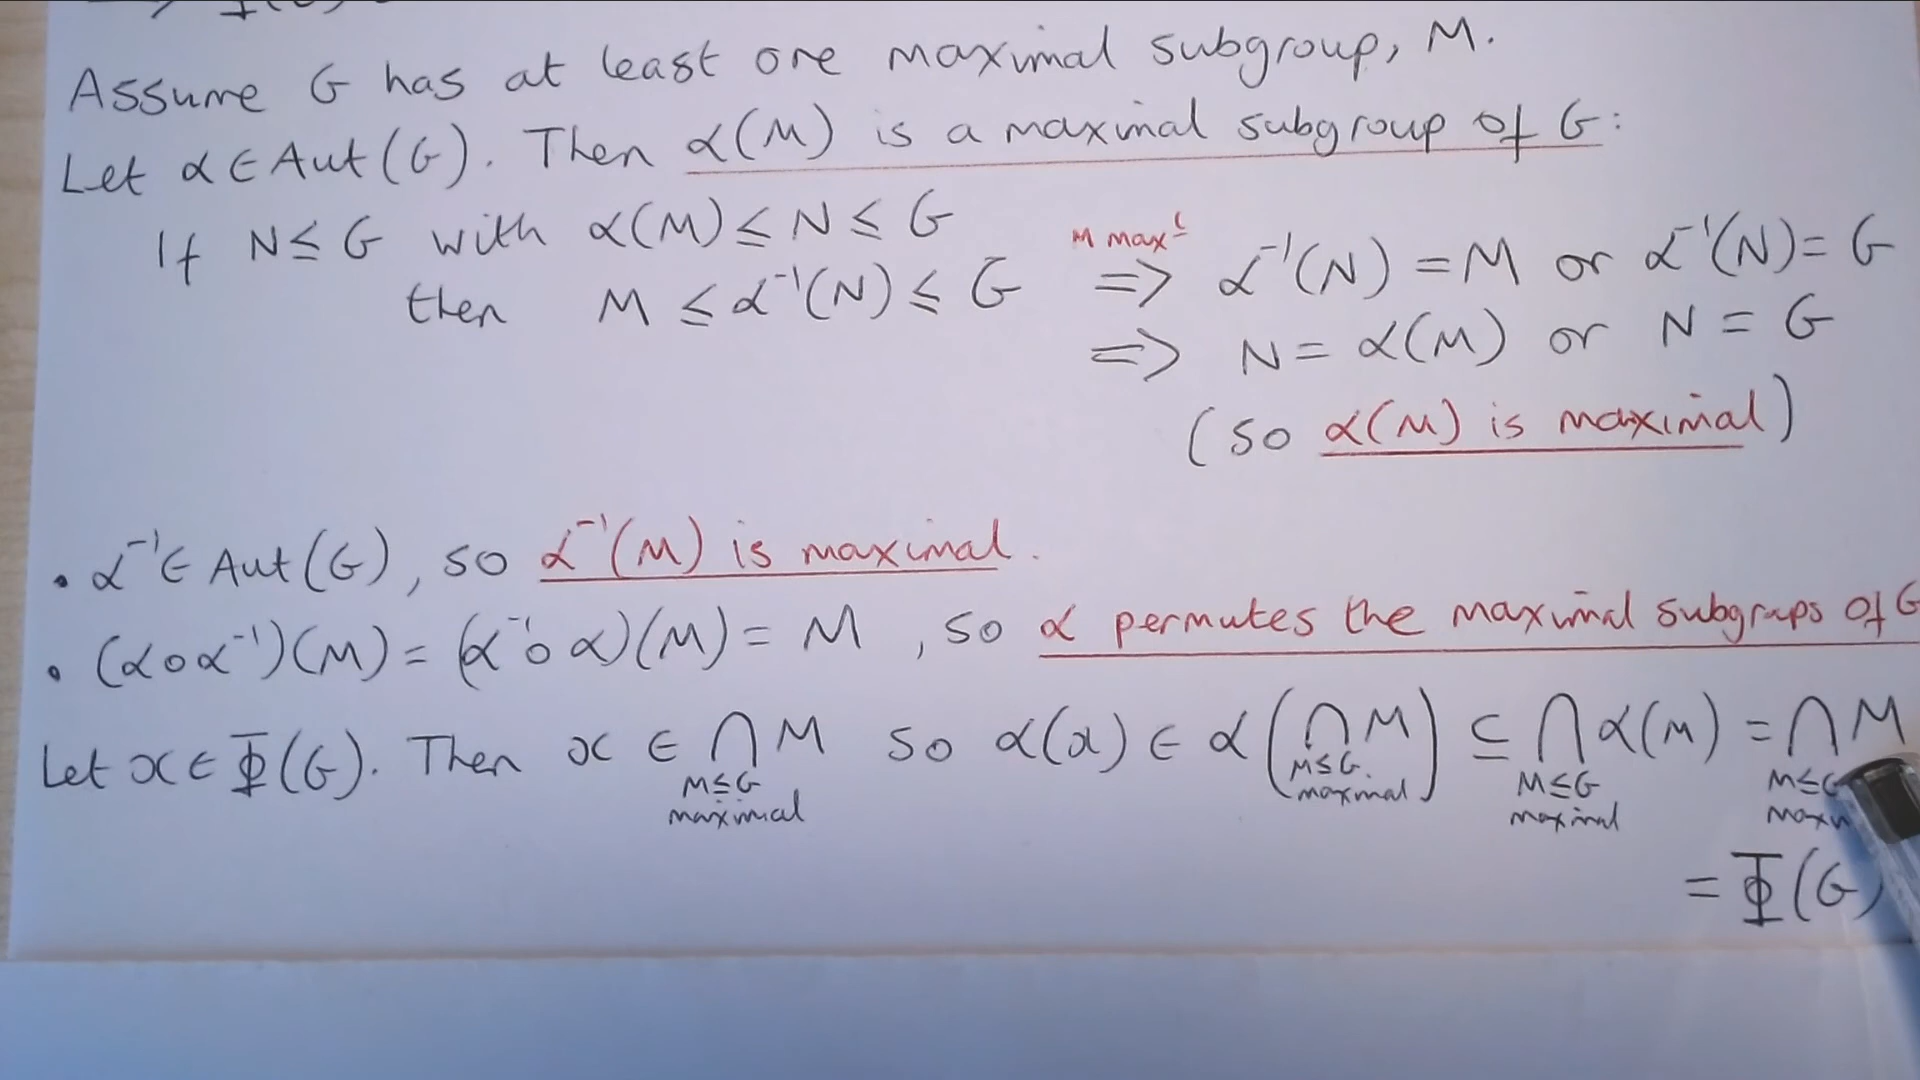 Assume G has at least one maximal subgroup, M.
Let α ∈ Aut(G). Then α(M) is a maximal subgroup of G:
If N ≤ G with α(M) ≤ N ≤ G
then M ≤ α⁻¹(N) ≤ G M maxˡ ⇒ α⁻¹(N) = M or α⁻¹(N) = G
⇒ N = α(M) or N = G
(so α(M) is maximal)
• α⁻¹ ∈ Aut(G), so α⁻¹(M) is maximal.
• (α∘α⁻¹)(M) = (α⁻¹∘α)(M) = M, so α permutes the maximal subgroups of G
Let x ∈ Φ(G). Then x ∈ ⋂ M so α(x) ∈ α(⋂ M) ⊆ ⋂ α(M) = ⋂ M
M≤G M≤G. M≤G M≤G
maximal maximal maximal
= Φ(G)